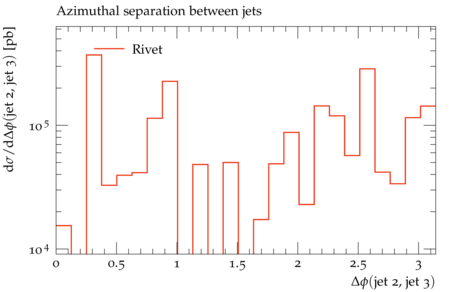 Azimuthal separation between jets
dσ/dΔϕ(jet 2, jet 3) [pb]
Rivet
10⁵
10⁴
0 0.5 1 1.5 2 2.5 3
Δϕ(jet 2, jet 3)